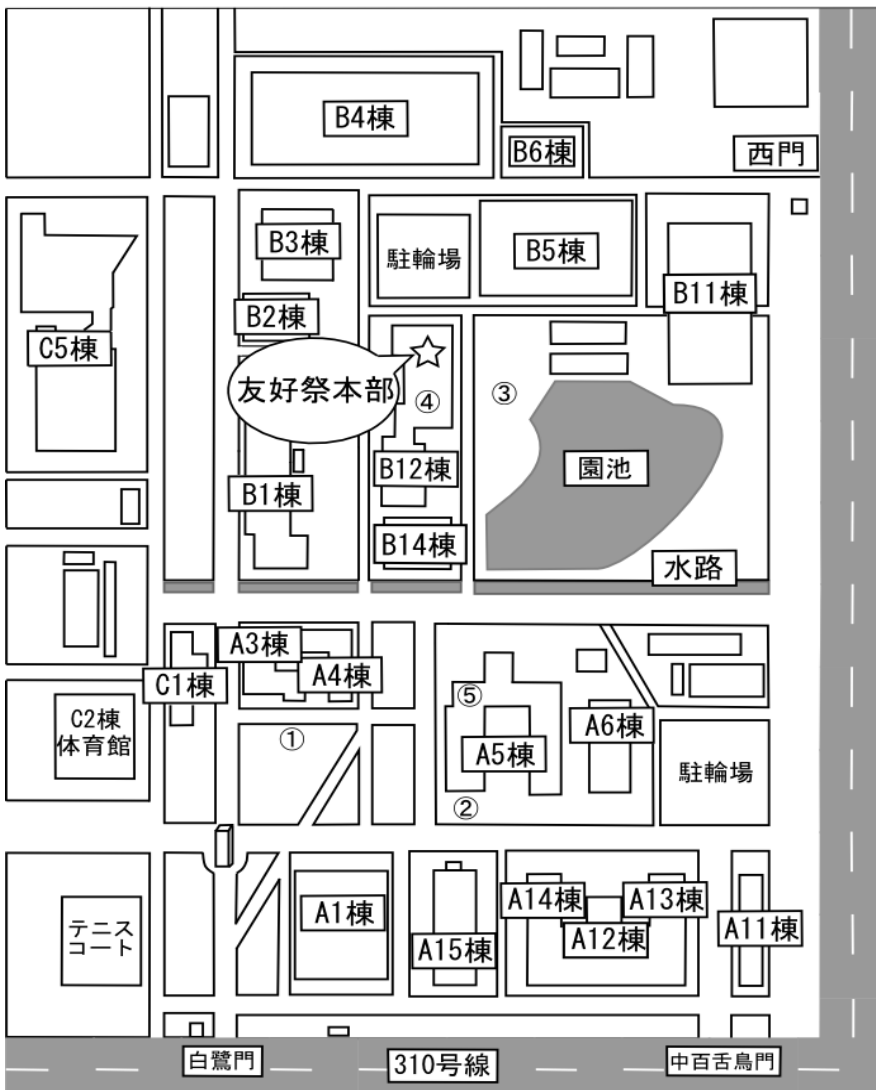 B4棟
B6棟
西門
B3棟
駐輪場
B5棟
B11棟
B2棟
C5棟
友好祭本部
③
④
B12棟
園池
B1棟
B14棟
水路
A3棟
A4棟
C1棟
⑤
C2棟
体育館
①
A6棟
A5棟
駐輪場
②
A14棟
A13棟
A1棟
テニス
コート
A11棟
A12棟
A15棟
白鷺門
310号線
中百舌鳥門